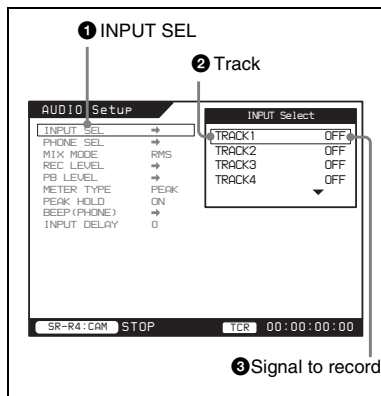 ❶ INPUT SEL
❷ Track
AUDIO Setup
INPUT SEL →
PHONE SEL →
MIX MODE RMS
REC LEVEL →
PB LEVEL →
METER TYPE PEAK
PEAK HOLD ON
BEEP(PHONE) →
INPUT DELAY 0
INPUT Select
TRACK1 OFF
TRACK2 OFF
TRACK3 OFF
TRACK4 OFF
SR-R4:CAM STOP TCR 00:00:00:00
❸Signal to record